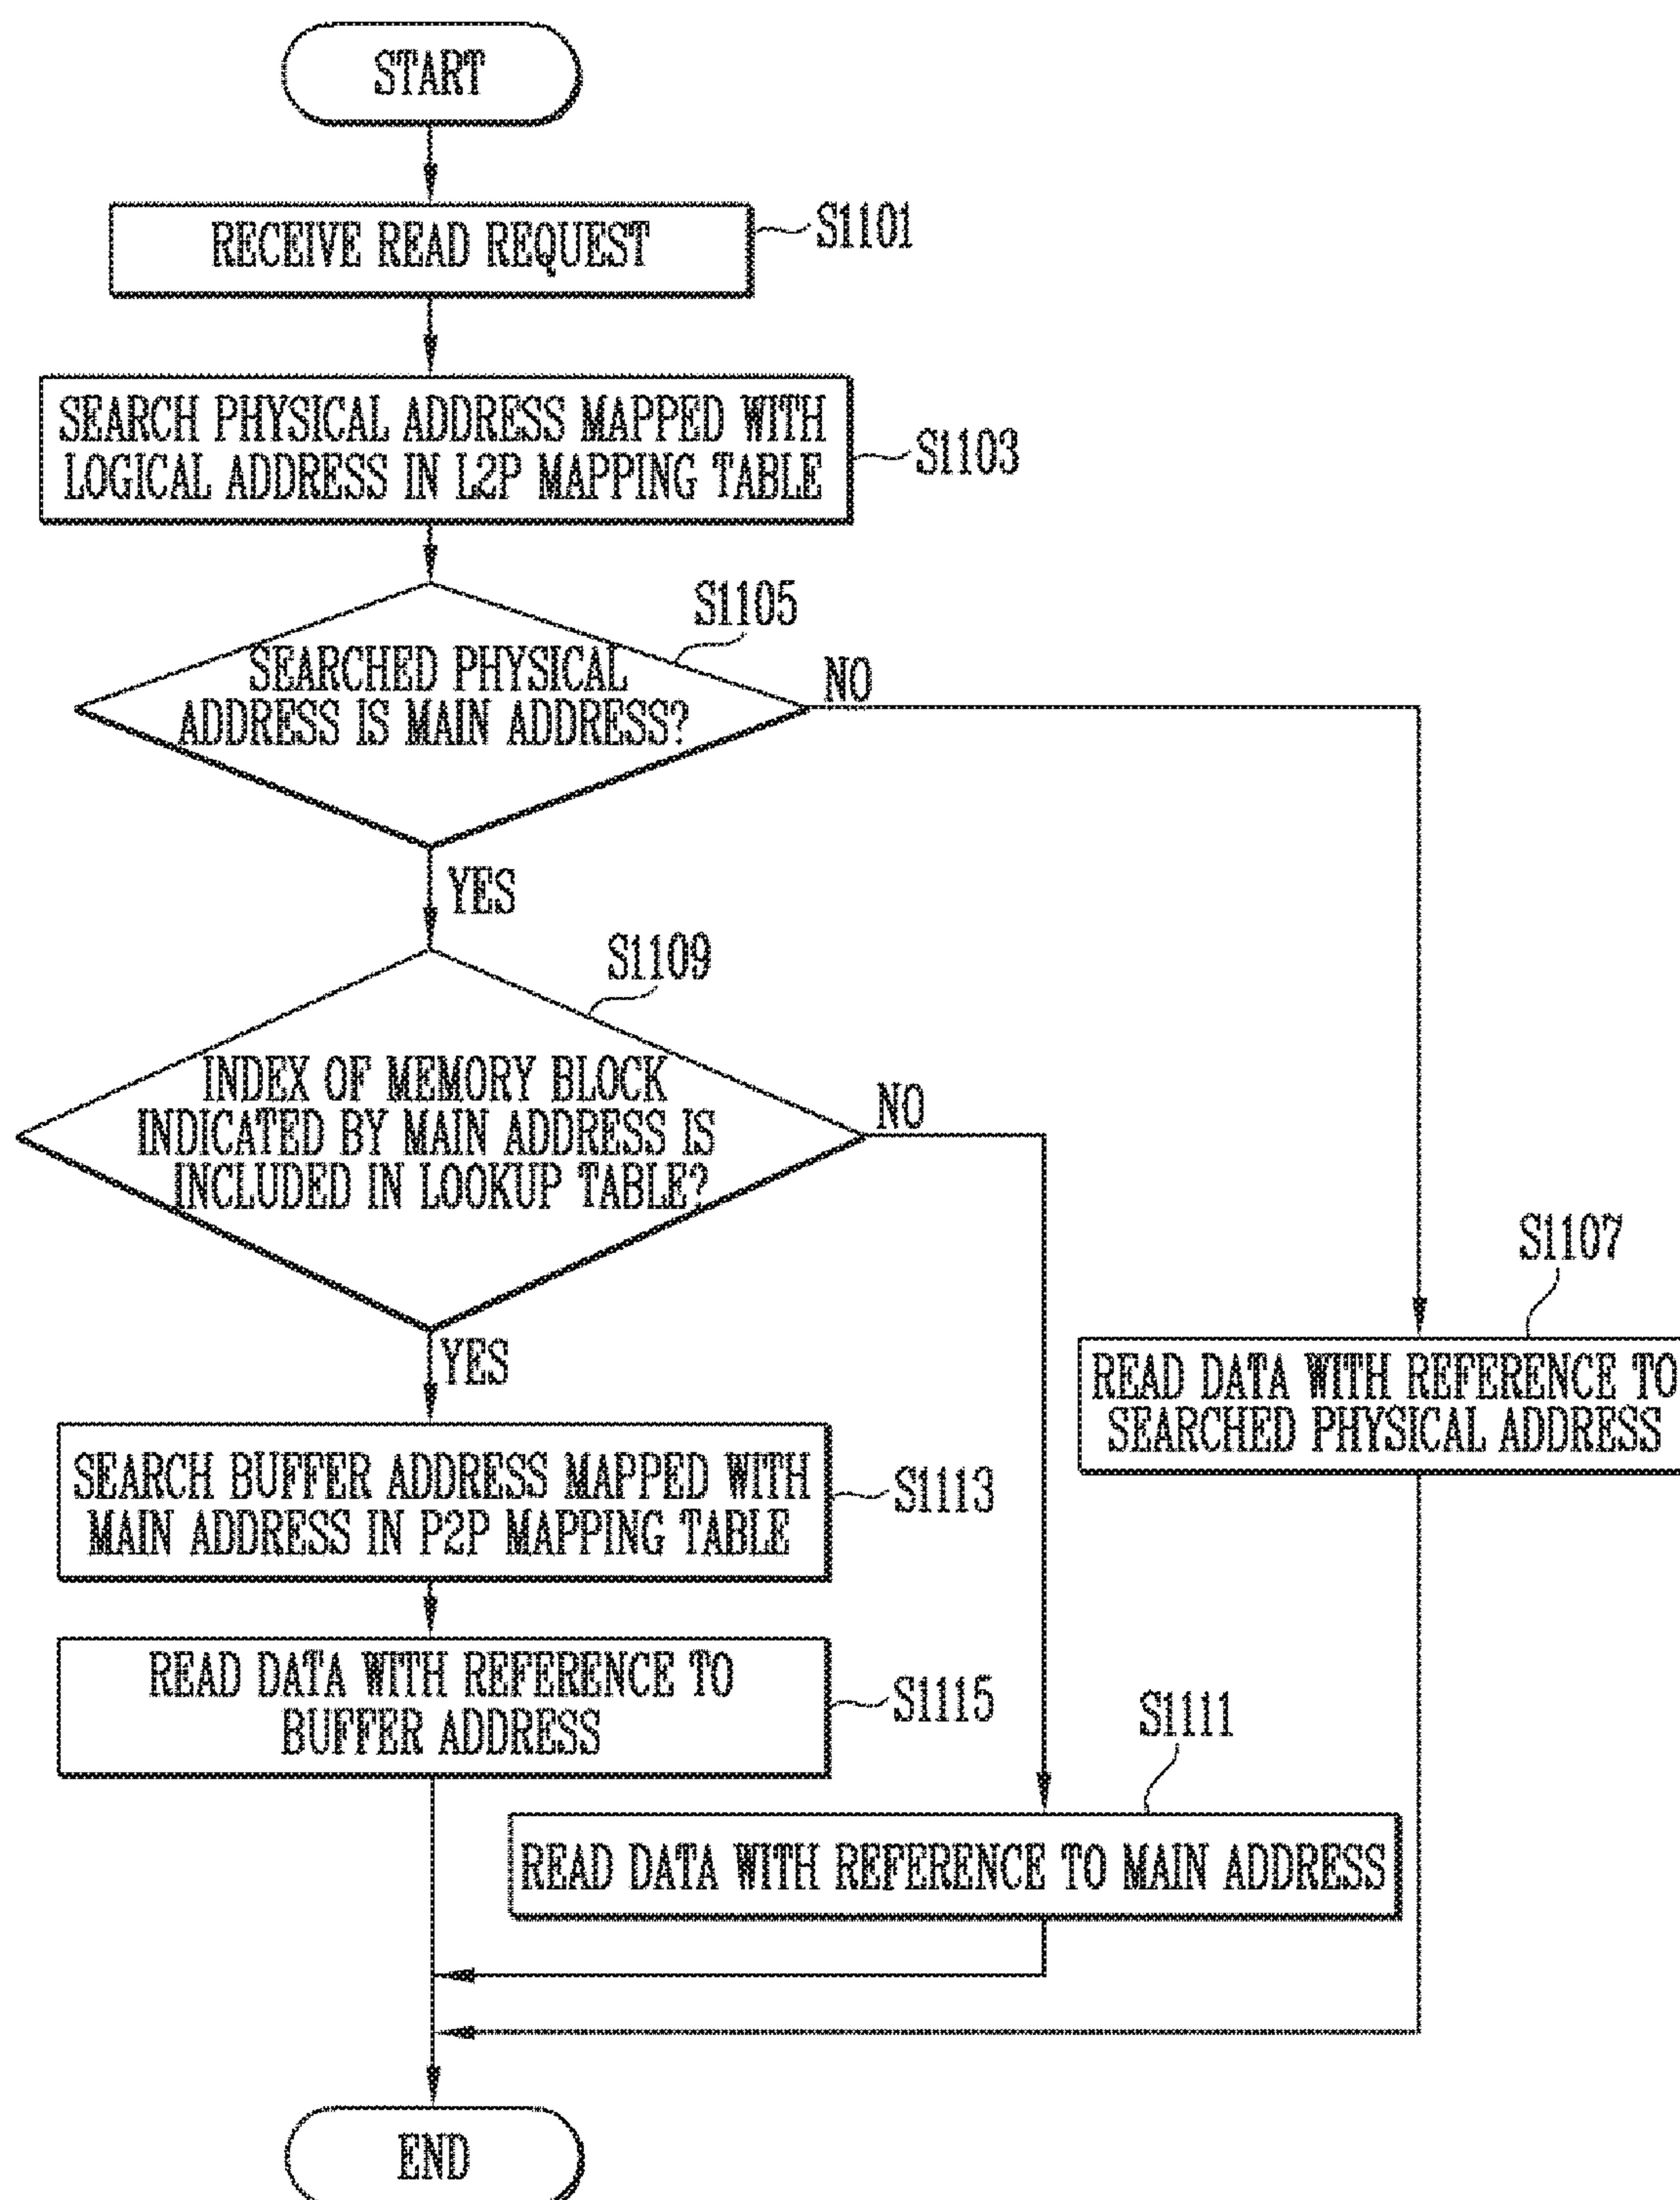 START
RECEIVE READ REQUEST
S1101
SEARCH PHYSICAL ADDRESS MAPPED WITH
LOGICAL ADDRESS IN L2P MAPPING TABLE
S1103
S1105
SEARCHED PHYSICAL
ADDRESS IS MAIN ADDRESS?
NO
YES
S1109
INDEX OF MEMORY BLOCK
INDICATED BY MAIN ADDRESS IS
INCLUDED IN LOOKUP TABLE?
NO
YES
S1107
READ DATA WITH REFERENCE TO
SEARCHED PHYSICAL ADDRESS
SEARCH BUFFER ADDRESS MAPPED WITH
MAIN ADDRESS IN P2P MAPPING TABLE
S1113
READ DATA WITH REFERENCE TO
BUFFER ADDRESS
S1115
S1111
READ DATA WITH REFERENCE TO MAIN ADDRESS
END